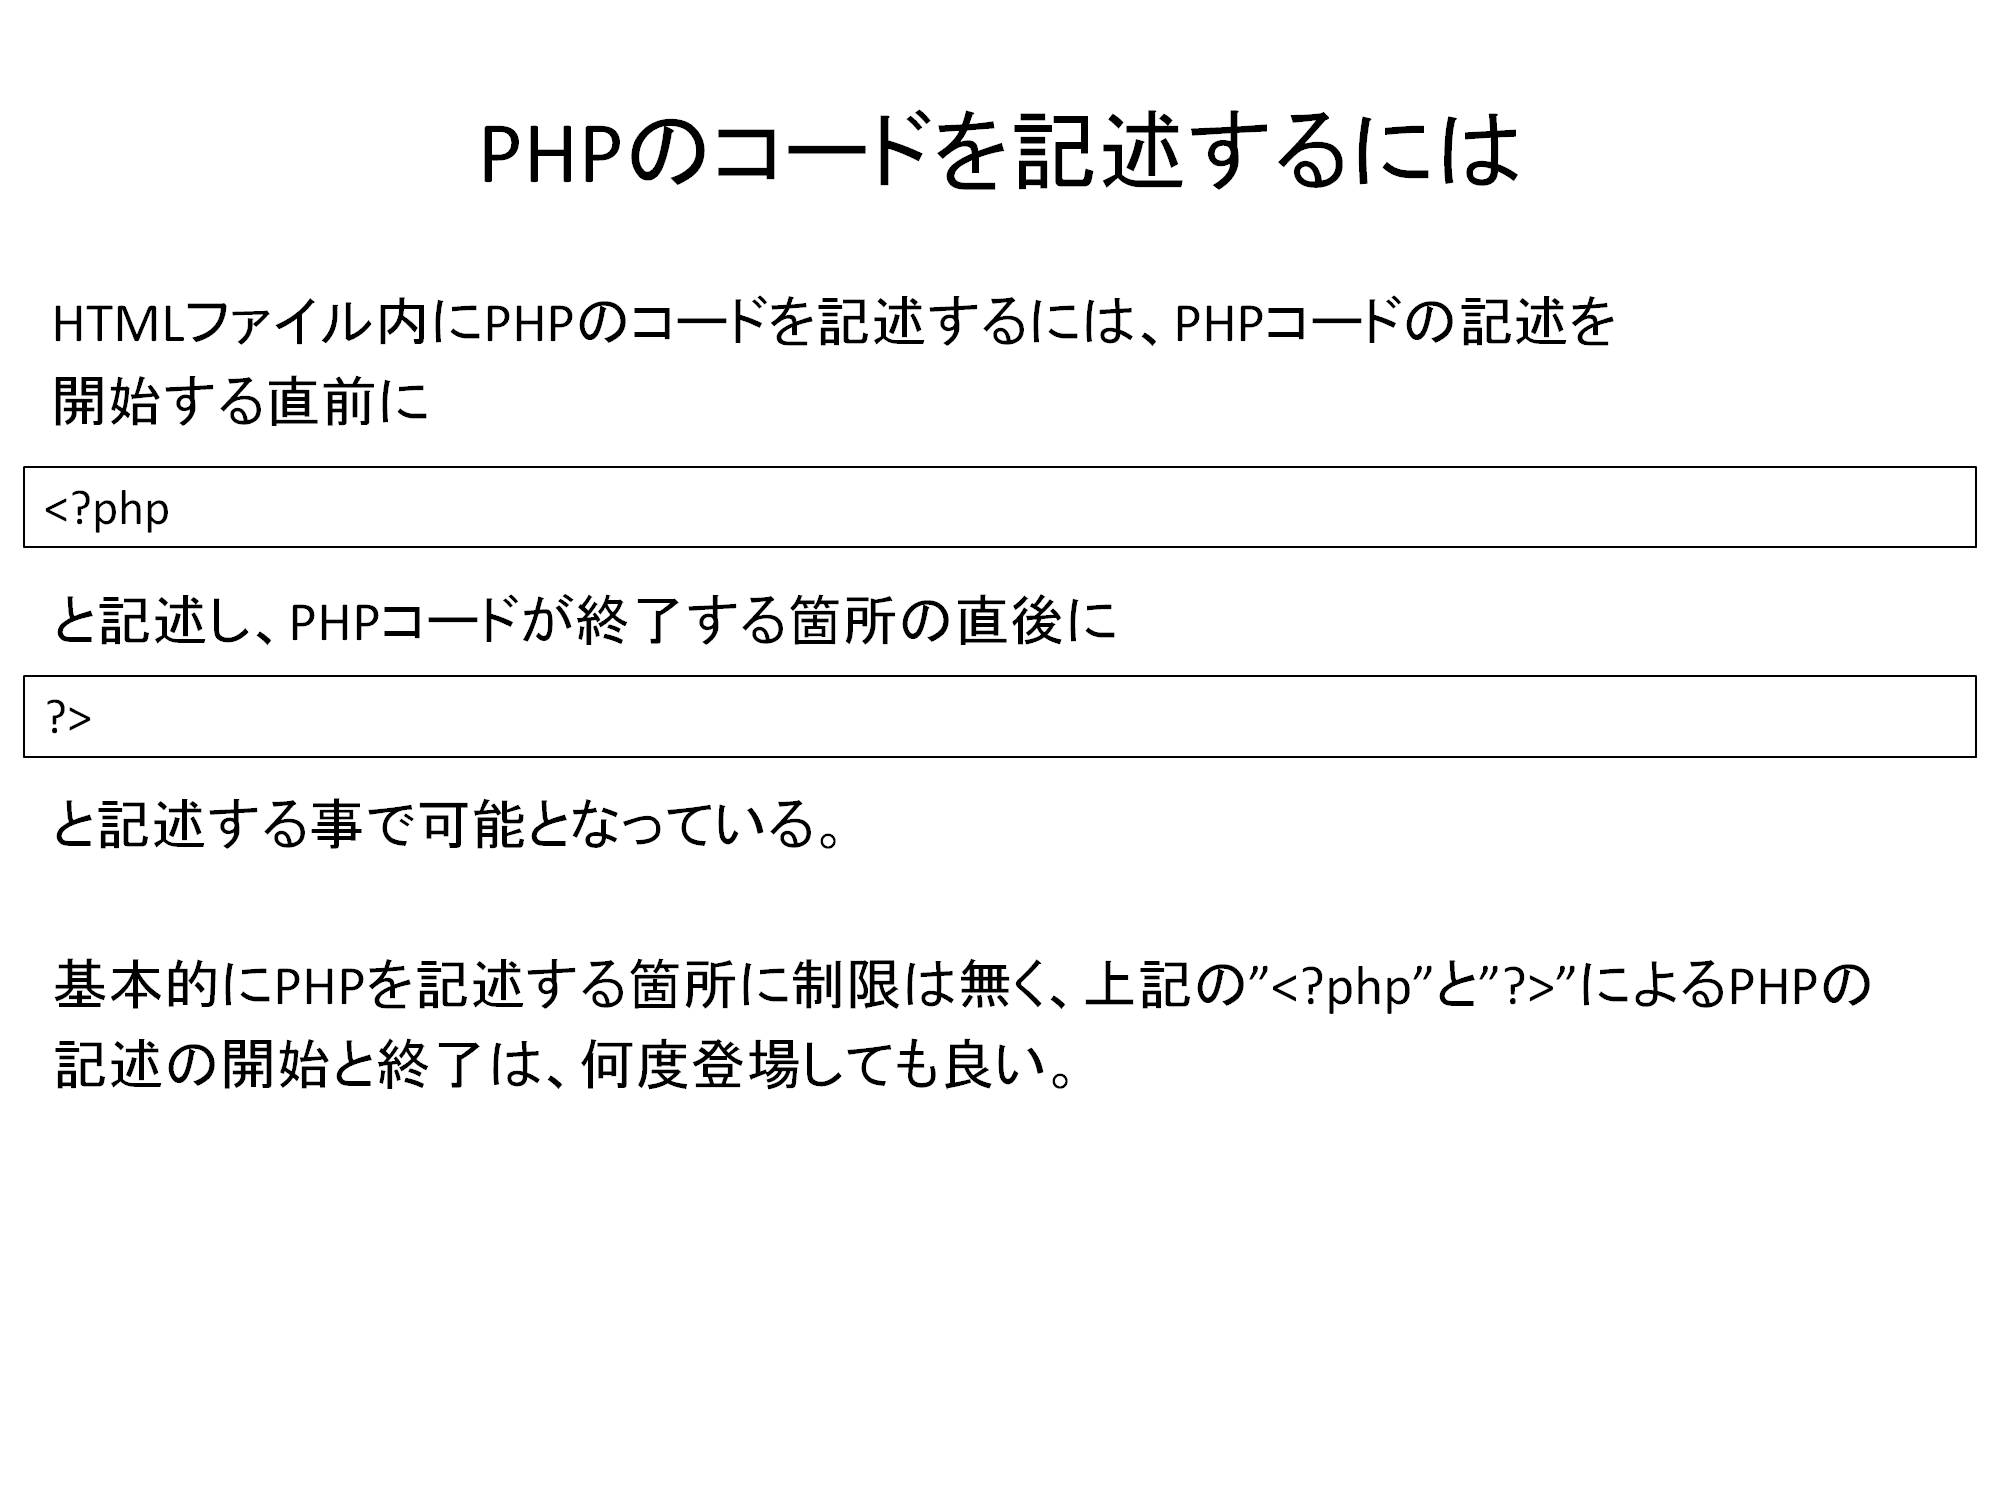 PHPのコードを記述するには
HTMLファイル内にPHPのコードを記述するには、PHPコードの記述を
開始する直前に
<?php
と記述し、PHPコードが終了する箇所の直後に
?>
と記述する事で可能となっている。
基本的にPHPを記述する箇所に制限は無く、上記の”<?php”と”?>”によるPHPの
記述の開始と終了は、何度登場しても良い。